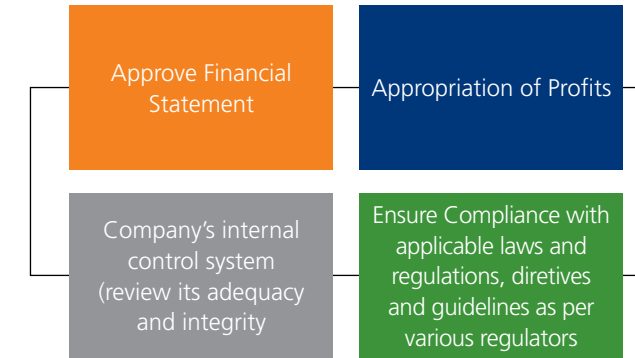 Approve Financial
Statement
Appropriation of Profits
Company's internal
control system
(review its adequacy
and integrity
Ensure Compliance with
applicable laws and
regulations, diretives
and guidelines as per
various regulators